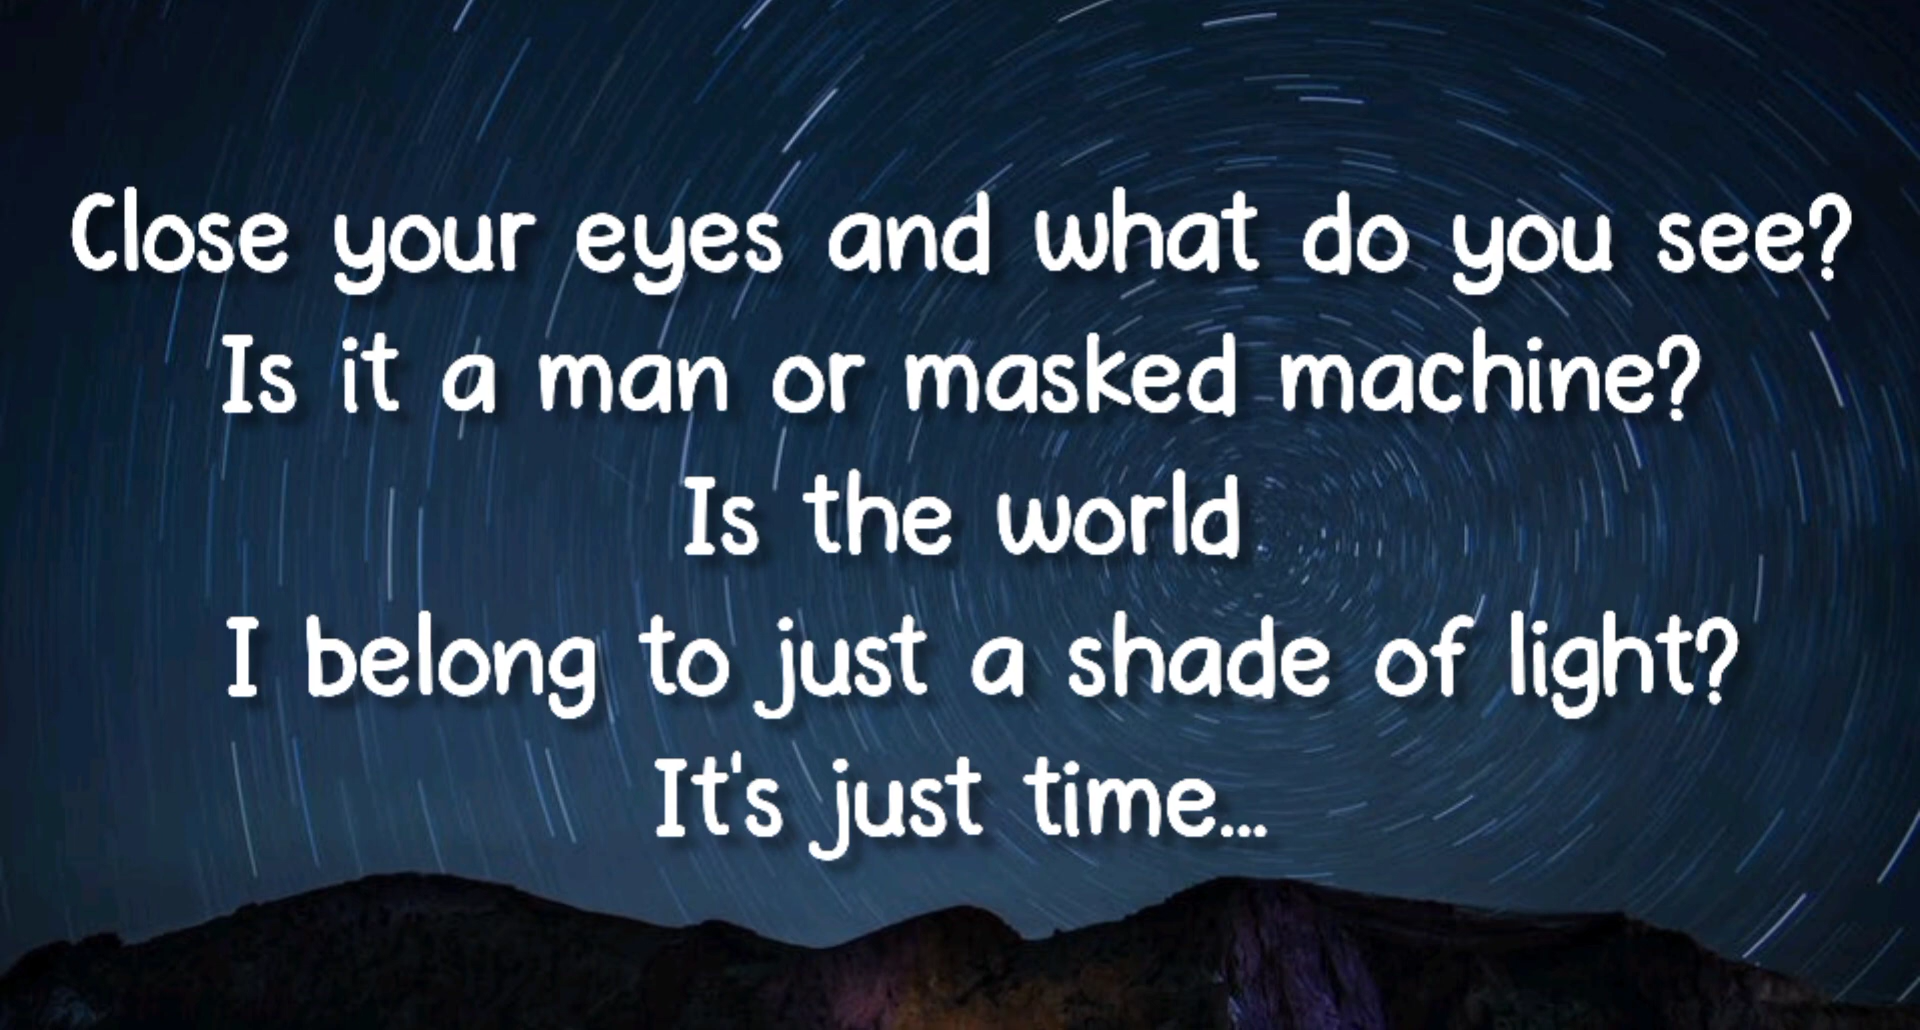 Close your eyes and what do you see?
Is it a man or masked machine?
Is the world
I belong to just a shade of light?
It's just time...